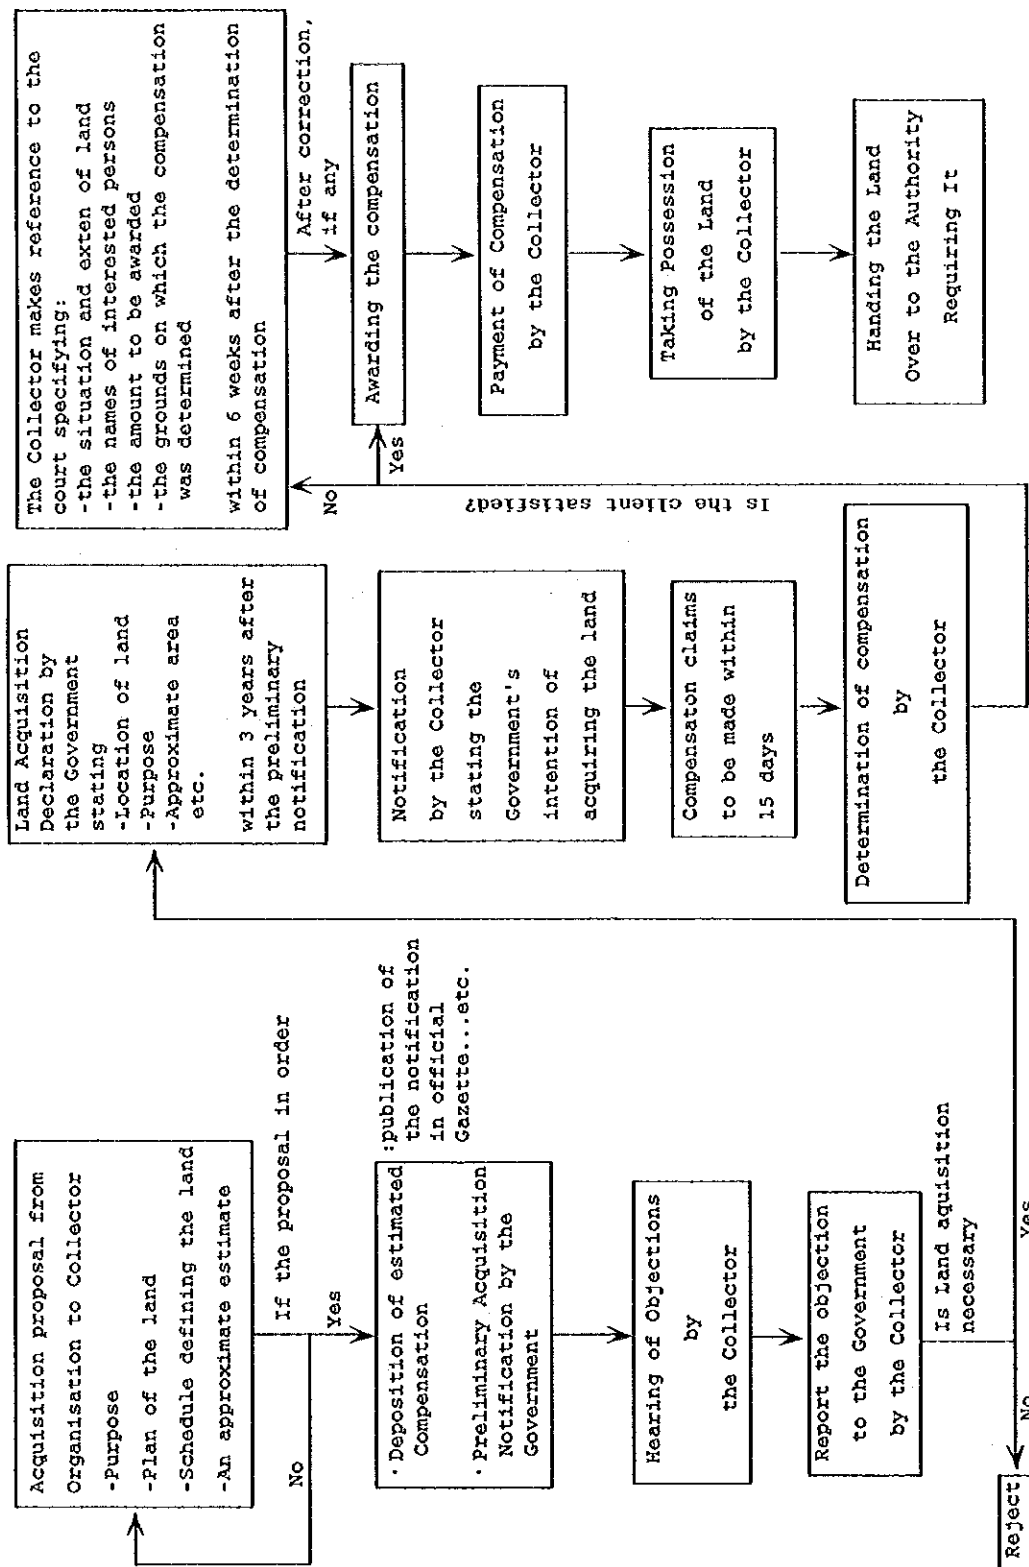 Acquisition proposal from
Organisation to Collector
-Purpose
-Plan of the land
-Schedule defining the land
-An approximate estimate
If the proposal in order
No
Yes
·Deposition of estimated
Compensation
·Preliminary Acquisition
Notification by the
Government
:publication of
the notification
in official
Gazette...etc.
Hearing of Objections
by
the Collector
Report the objection
to the Government
by the Collector
Is Land aquisition
necessary
No
Yes
Reject
Land Acquisition
Declaration by
the Government
stating
-Location of land
-Purpose
-Approximate area
etc.
within 3 years after
the preliminary
notification
Notification
by the Collector
stating the
Government's
intention of
acquiring the land
Compensaton claims
to be made within
15 days
Determination of compensation
by
the Collector
Is the client satisfied?
No
Yes
The Collector makes reference to the
court specifying:
-the situation and exten of land
-the names of interested persons
-the amount to be awarded
-the grounds on which the compensation
was determined
within 6 weeks after the determination
of compensation
After correction,
if any
Awarding the compensation
Payment of Compensation
by the Collector
Taking Possession
of the Land
by the Collector
Handing the Land
Over to the Authority
Requiring It